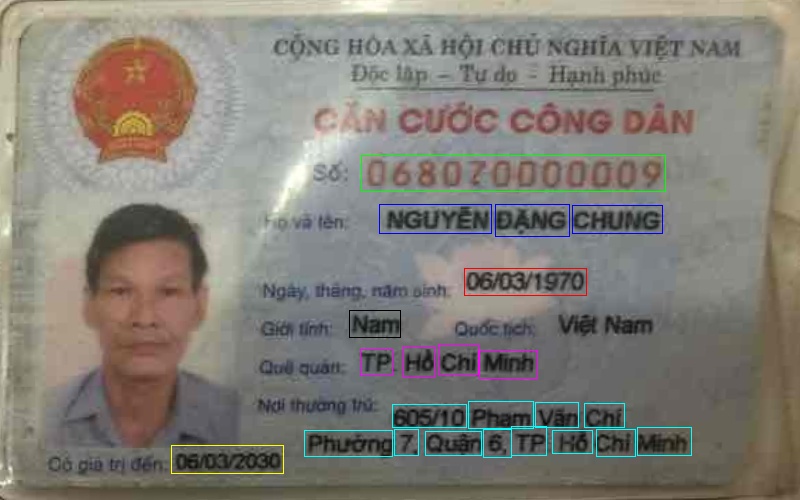 CỘNG HÒA XÃ HỘI CHỦ NGHĨA VIỆT NAM
Độc lập - Tự do - Hạnh phúc
CĂN CƯỚC CÔNG DÂN
Số: 068070000009
Họ và tên: NGUYỄN ĐẶNG CHUNG
Ngày, tháng, năm sinh: 06/03/1970
Giới tính: Nam Quốc tịch: Việt Nam
Quê quán: TP. Hồ Chí Minh
Nơi thường trú: 605/10 Phạm Văn Chí
Phường 7, Quận 6, TP Hồ Chí Minh
Có giá trị đến: 06/03/2030